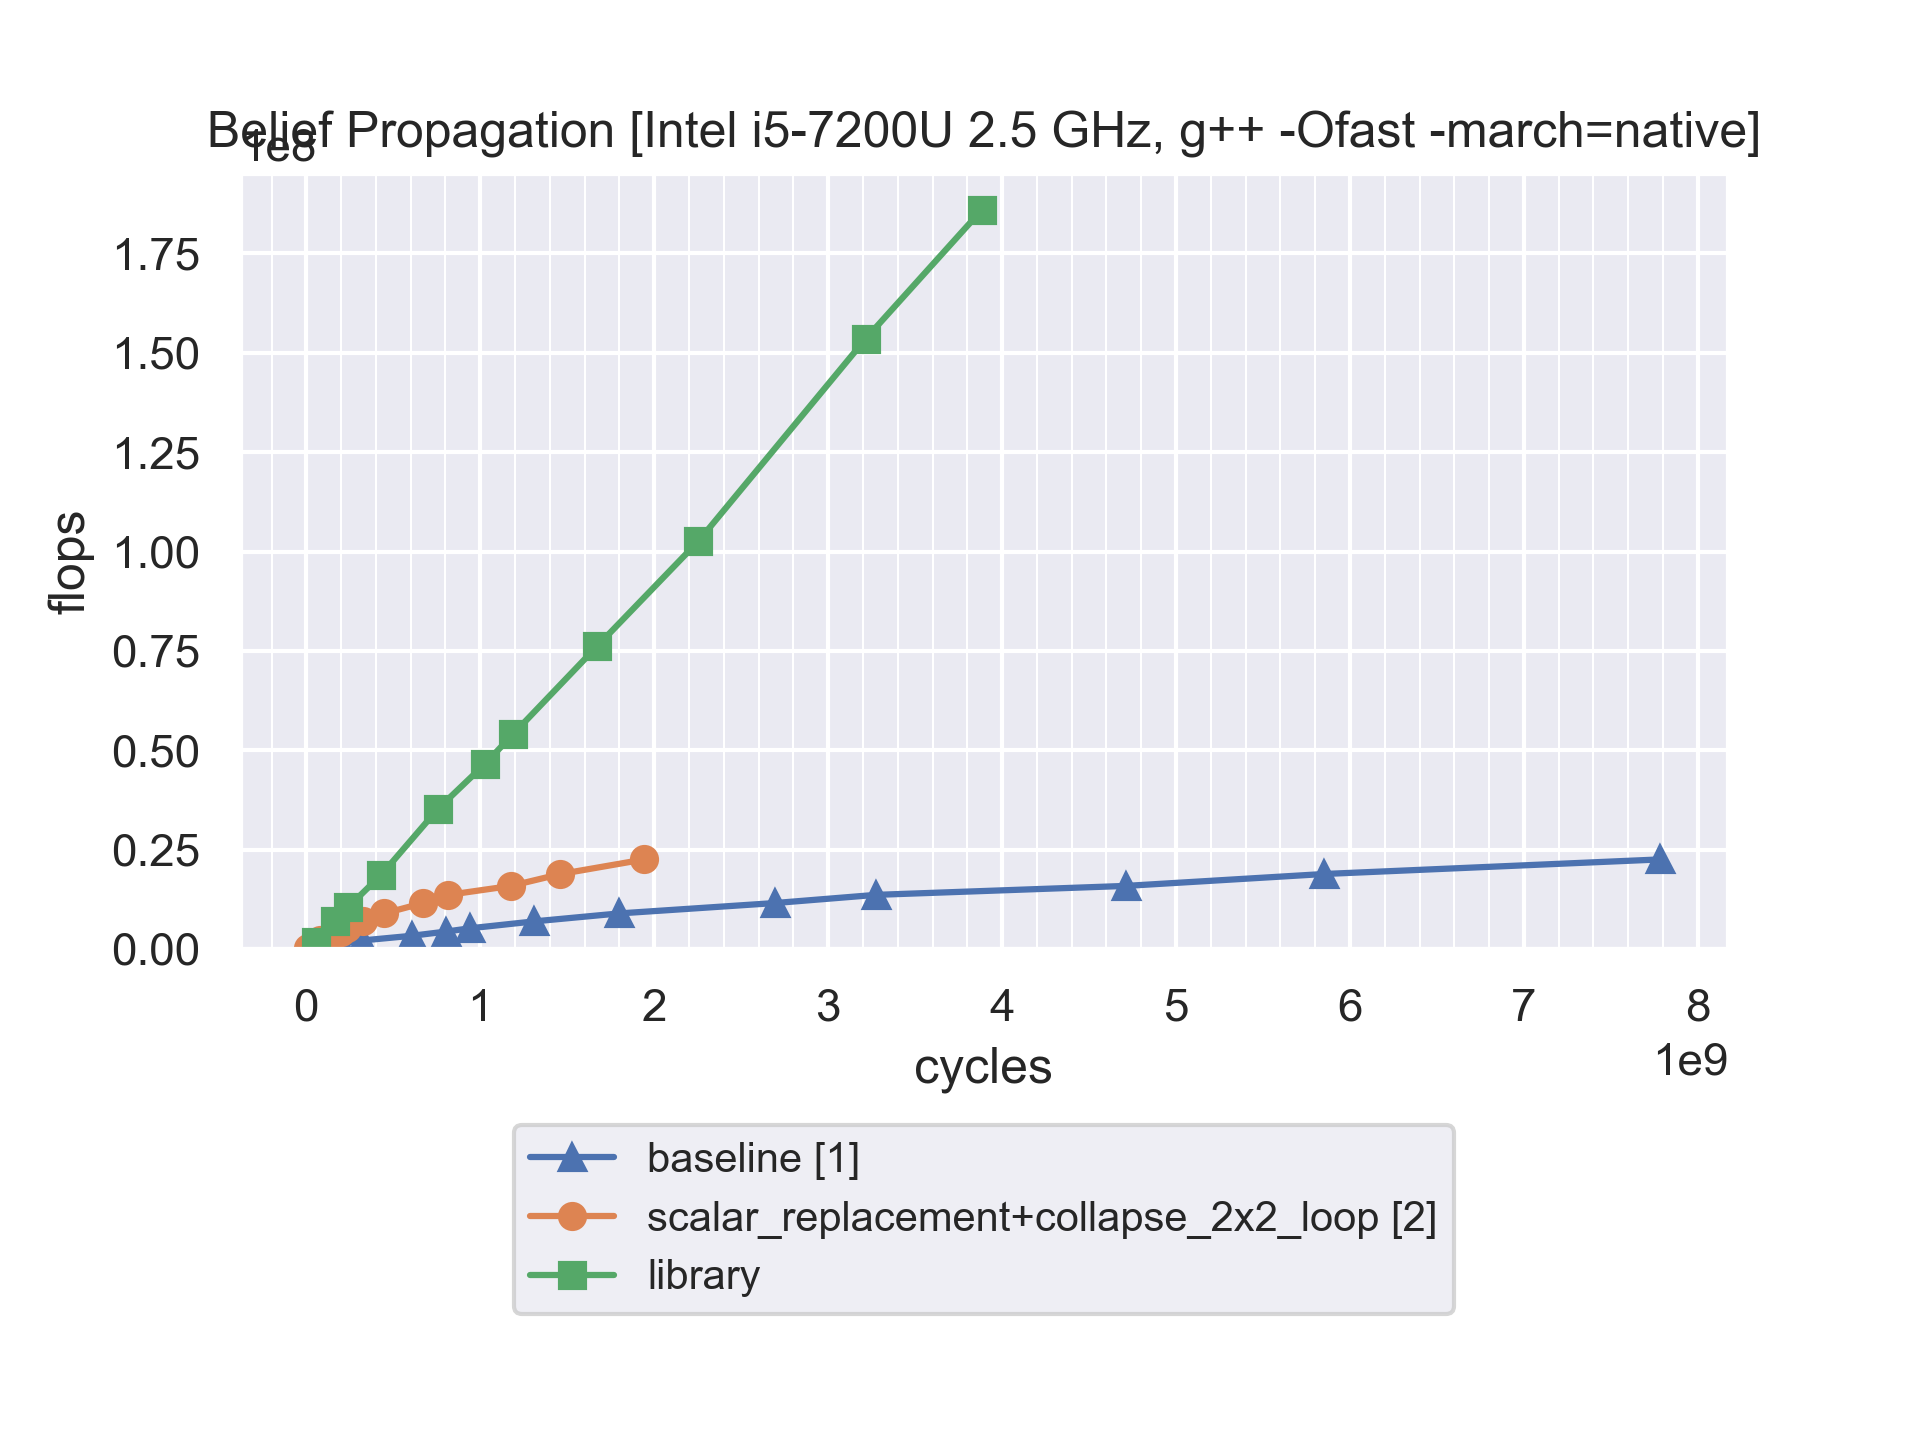 Belief Propagation [Intel i5-7200U 2.5 GHz, g++ -Ofast -march=native]
1e8
1.75
1.50
1.25
1.00
0.75
0.50
0.25
0.00
flops
0 1 2 3 4 5 6 7 8
1e9
cycles
baseline [1]
scalar_replacement+collapse_2x2_loop [2]
library